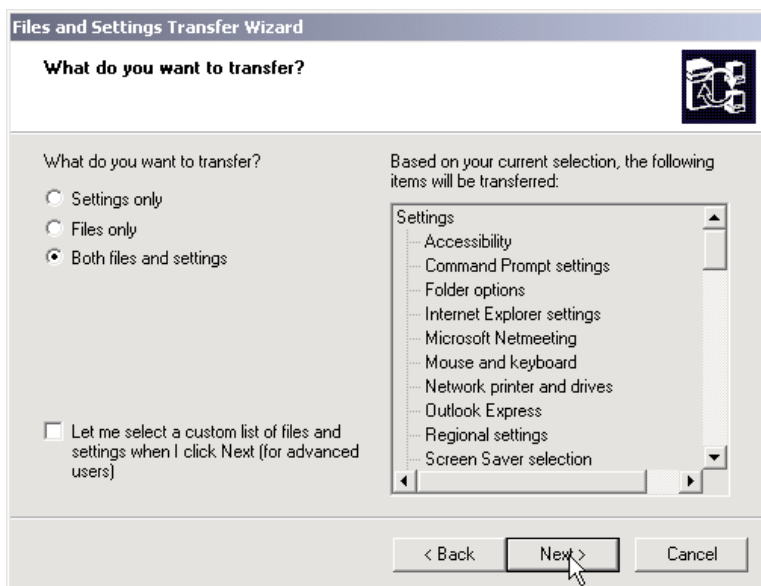 Files and Settings Transfer Wizard
What do you want to transfer?
What do you want to transfer?
Settings only
Files only
Both files and settings
Let me select a custom list of files and
settings when I click Next (for advanced
users)
Based on your current selection, the following
items will be transferred:
Settings
Accessibility
Command Prompt settings
Folder options
Internet Explorer settings
Microsoft Netmeeting
Mouse and keyboard
Network printer and drives
Outlook Express
Regional settings
Screen Saver selection
< Back
Next >
Cancel